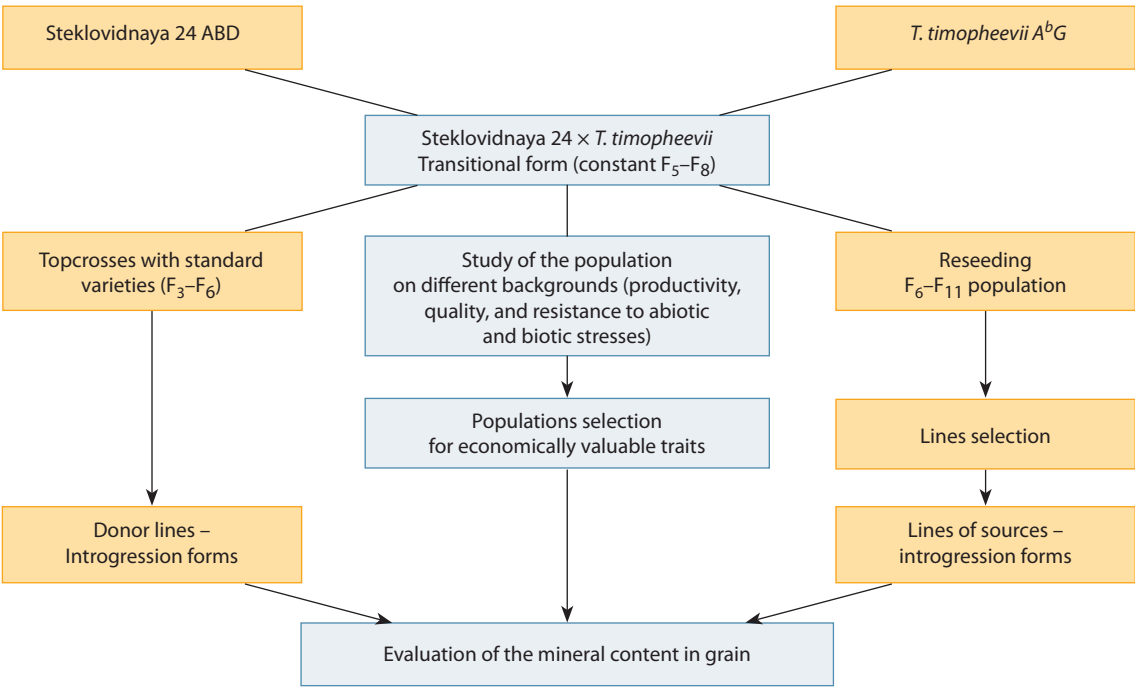 Steklovidnaya 24 ABD
T. timopheevii AᵇG
Steklovidnaya 24 × T. timopheevii
Transitional form (constant F₅–F₈)
Topcrosses with standard
varieties (F₃–F₆)
Study of the population
on different backgrounds (productivity,
quality, and resistance to abiotic
and biotic stresses)
Reseeding
F₆–F₁₁ population
Populations selection
for economically valuable traits
Lines selection
Donor lines –
Introgression forms
Lines of sources –
introgression forms
Evaluation of the mineral content in grain